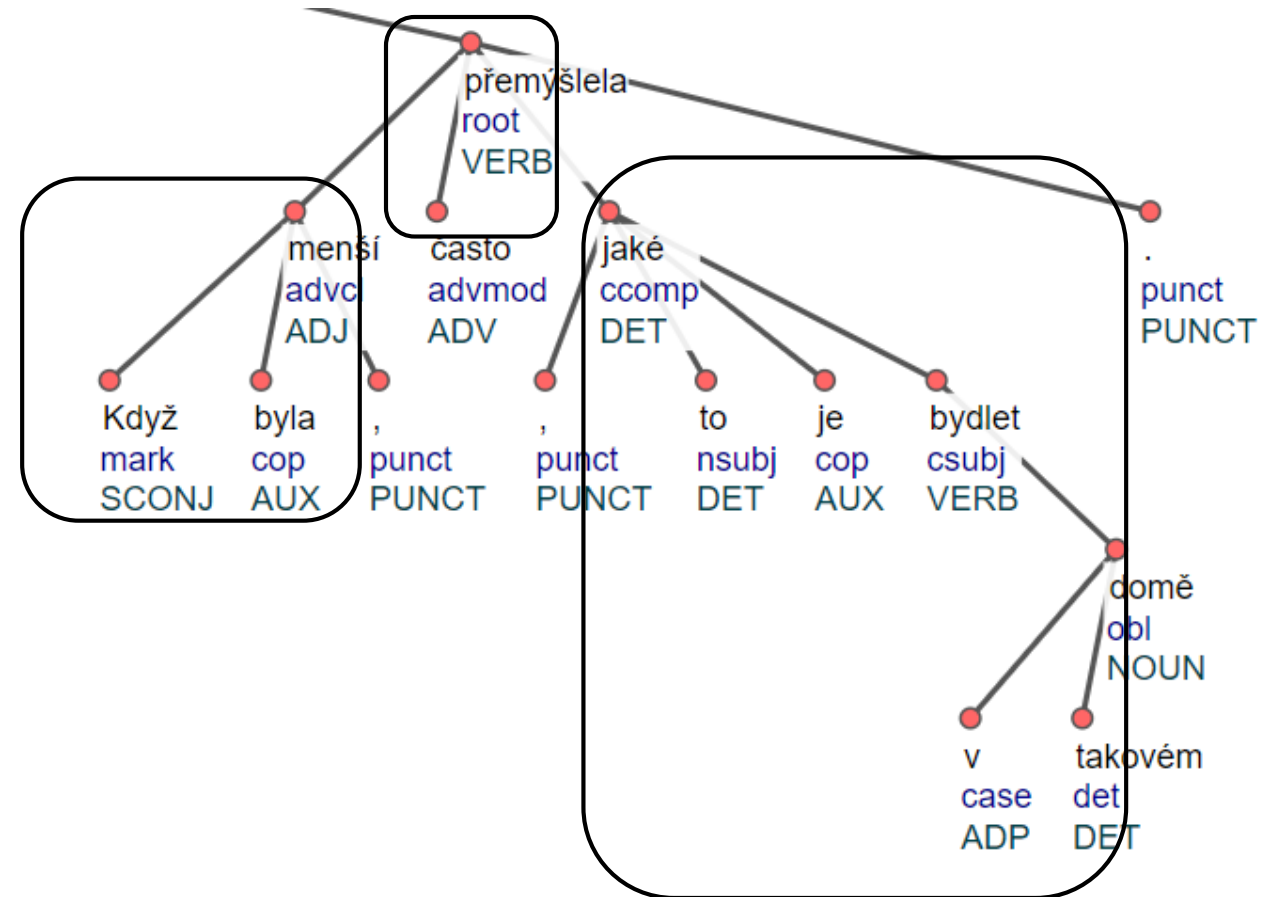 přemýšlela
root
VERB
menší často jaké .
advcl advmod ccomp punct
ADJ ADV DET PUNCT
Když byla , , to je bydlet
mark cop punct punct nsubj cop csubj
SCONJ AUX PUNCT PUNCT DET AUX VERB
domě
obl
NOUN
v takovém
case det
ADP DET